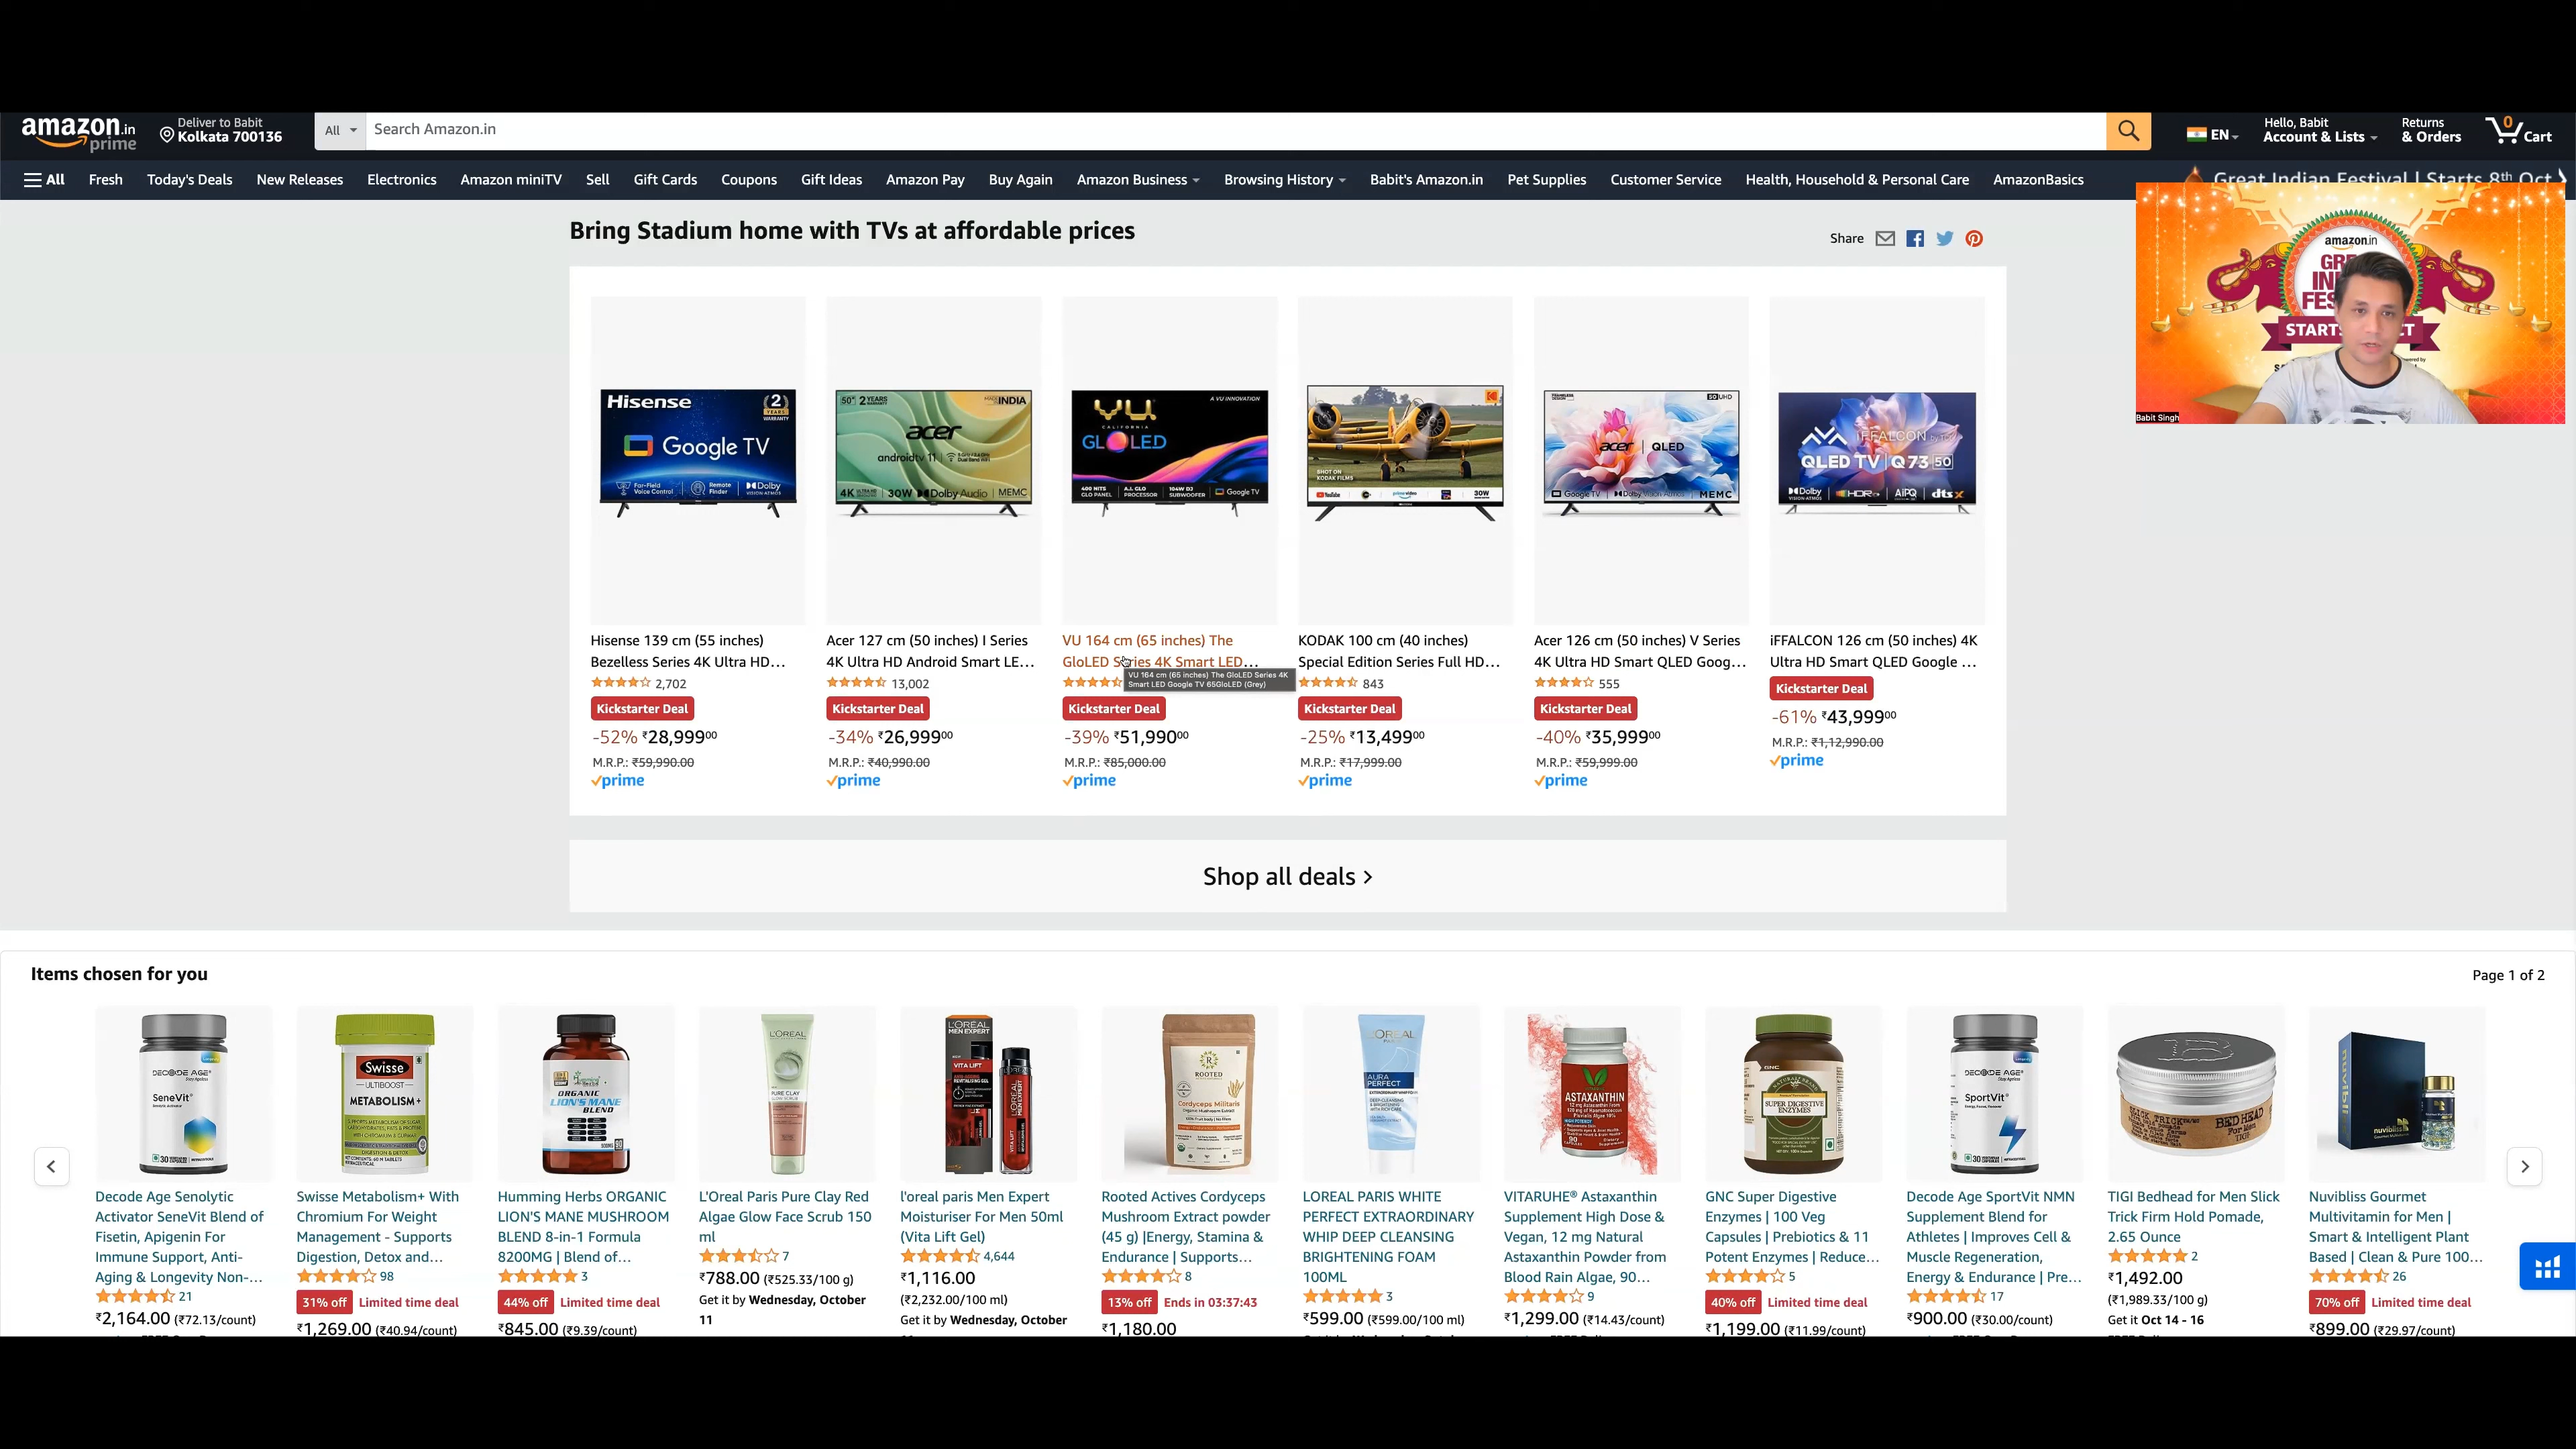 amazon.in
prime
Deliver to Babit
Kolkata 700136
All
Search Amazon.in
EN
Hello, Babit
Account & Lists
Returns
& Orders
0
Cart
All
Fresh
Today's Deals
New Releases
Electronics
Amazon miniTV
Sell
Gift Cards
Coupons
Gift Ideas
Amazon Pay
Buy Again
Amazon Business
Browsing History
Babit's Amazon.in
Pet Supplies
Customer Service
Health, Household & Personal Care
AmazonBasics
Great Indian Festival | Starts 8th Oct
amazon.in
Babit Singh
Bring Stadium home with TVs at affordable prices
Share
Hisense
2
YEARS
WARRANTY
Google TV
Far-Field
Voice Control
Remote
Finder
Dolby
VISION·ATMOS
50" 2 YEARS
WARRANTY
MADE IN INDIA
acer
androidtv 11
4K
30W
Dolby Audio
MEMC
A VU INNOVATION
VU
CALIFORNIA
GLOLED
400 NITS
GLO PANEL
A.I. GLO
PROCESSOR
104W DJ
SUBWOOFER
Google TV
SHOT ON
KODAK FILMS
YouTube
prime video
30W
50 UHD
acer | QLED
Google TV
Dolby Vision·Atmos
MEMC
iFFALCON by TCL
QLED TV | Q73 50
Dolby
VISION·ATMOS
HDR
AiPQ
dts X
Hisense 139 cm (55 inches)
Bezelless Series 4K Ultra HD…
2,702
Kickstarter Deal
-52% ₹28,99900
M.R.P.: ₹59,990.00
prime
Acer 127 cm (50 inches) I Series
4K Ultra HD Android Smart LE…
13,002
Kickstarter Deal
-34% ₹26,99900
M.R.P.: ₹40,990.00
prime
VU 164 cm (65 inches) The
GloLED Series 4K Smart LED…
VU 164 cm (65 inches) The GloLED Series 4K
Smart LED Google TV 65GloLED (Grey)
Kickstarter Deal
-39% ₹51,99000
M.R.P.: ₹85,000.00
prime
KODAK 100 cm (40 inches)
Special Edition Series Full HD…
843
Kickstarter Deal
-25% ₹13,49900
M.R.P.: ₹17,999.00
prime
Acer 126 cm (50 inches) V Series
4K Ultra HD Smart QLED Goog…
555
Kickstarter Deal
-40% ₹35,99900
M.R.P.: ₹59,999.00
prime
iFFALCON 126 cm (50 inches) 4K
Ultra HD Smart QLED Google …
Kickstarter Deal
-61% ₹43,99900
M.R.P.: ₹1,12,990.00
prime
Shop all deals ›
Items chosen for you
Page 1 of 2
DECODE AGE
SeneVit
30
Swisse
ULTIBOOST
METABOLISM+
DIGESTION & DETOX
ORGANIC
LION'S MANE
BLEND
L'OREAL
PURE CLAY
L'OREAL
MEN EXPERT
VITA LIFT
ROOTED
Cordyceps Militaris
L'OREAL
AURA
PERFECT
ASTAXANTHIN
90
GNC
SUPER DIGESTIVE
ENZYMES
DECODE AGE
SportVit
30
BED HEAD
nuvibliss
Decode Age Senolytic
Activator SeneVit Blend of
Fisetin, Apigenin For
Immune Support, Anti-
Aging & Longevity Non-…
21
₹2,164.00 (₹72.13/count)
Swisse Metabolism+ With
Chromium For Weight
Management - Supports
Digestion, Detox and…
98
31% off Limited time deal
₹1,269.00 (₹40.94/count)
Humming Herbs ORGANIC
LION'S MANE MUSHROOM
BLEND 8-in-1 Formula
8200MG | Blend of…
3
44% off Limited time deal
₹845.00 (₹9.39/count)
L'Oreal Paris Pure Clay Red
Algae Glow Face Scrub 150
ml
7
₹788.00 (₹525.33/100 g)
Get it by Wednesday, October
11
l'oreal paris Men Expert
Moisturiser For Men 50ml
(Vita Lift Gel)
4,644
₹1,116.00
(₹2,232.00/100 ml)
Get it by Wednesday, October
Rooted Actives Cordyceps
Mushroom Extract powder
(45 g) |Energy, Stamina &
Endurance | Supports…
8
13% off Ends in 03:37:43
₹1,180.00
LOREAL PARIS WHITE
PERFECT EXTRAORDINARY
WHIP DEEP CLEANSING
BRIGHTENING FOAM
100ML
3
₹599.00 (₹599.00/100 ml)
VITARUHE® Astaxanthin
Supplement High Dose &
Vegan, 12 mg Natural
Astaxanthin Powder from
Blood Rain Algae, 90…
9
₹1,299.00 (₹14.43/count)
GNC Super Digestive
Enzymes | 100 Veg
Capsules | Prebiotics & 11
Potent Enzymes | Reduce…
5
40% off Limited time deal
₹1,199.00 (₹11.99/count)
Decode Age SportVit NMN
Supplement Blend for
Athletes | Improves Cell &
Muscle Regeneration,
Energy & Endurance | Pre…
17
₹900.00 (₹30.00/count)
TIGI Bedhead for Men Slick
Trick Firm Hold Pomade,
2.65 Ounce
2
₹1,492.00
(₹1,989.33/100 g)
Get it Oct 14 - 16
Nuvibliss Gourmet
Multivitamin for Men |
Smart & Intelligent Plant
Based | Clean & Pure 100…
26
70% off Limited time deal
₹899.00 (₹29.97/count)